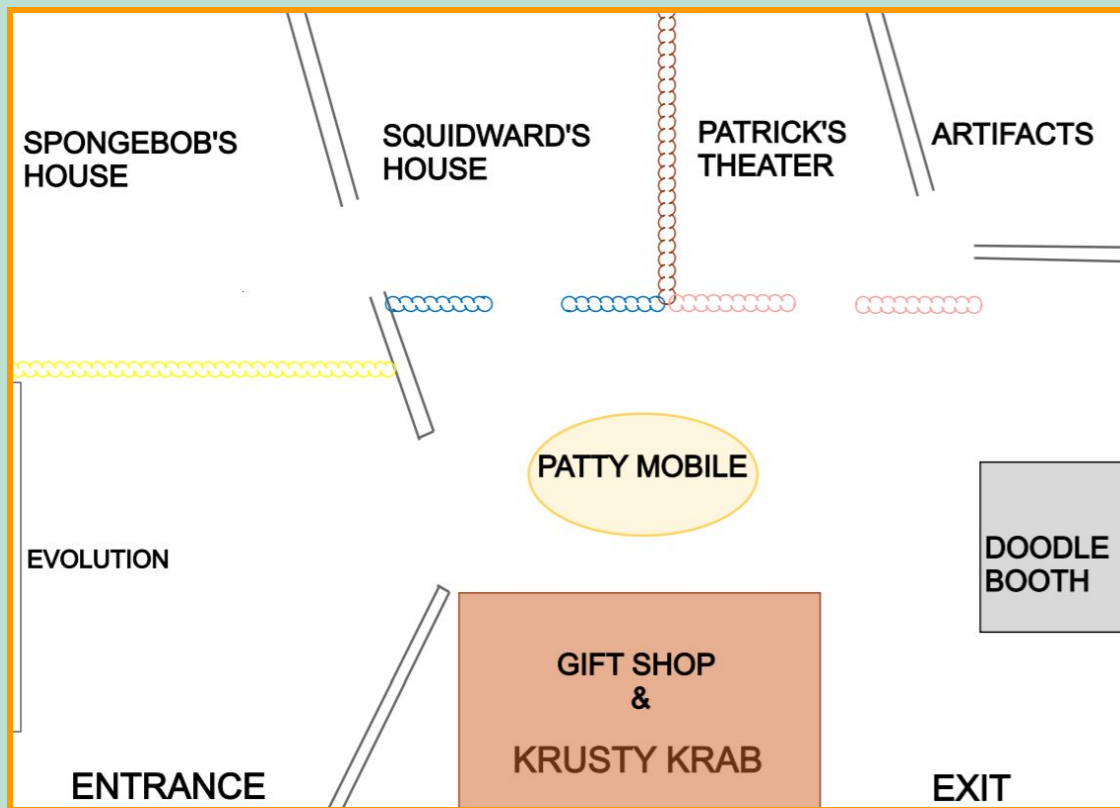 SPONGEBOB'S
HOUSE
SQUIDWARD'S
HOUSE
PATRICK'S
THEATER
ARTIFACTS
PATTY MOBILE
EVOLUTION
DOODLE
BOOTH
GIFT SHOP
&
KRUSTY KRAB
ENTRANCE
EXIT